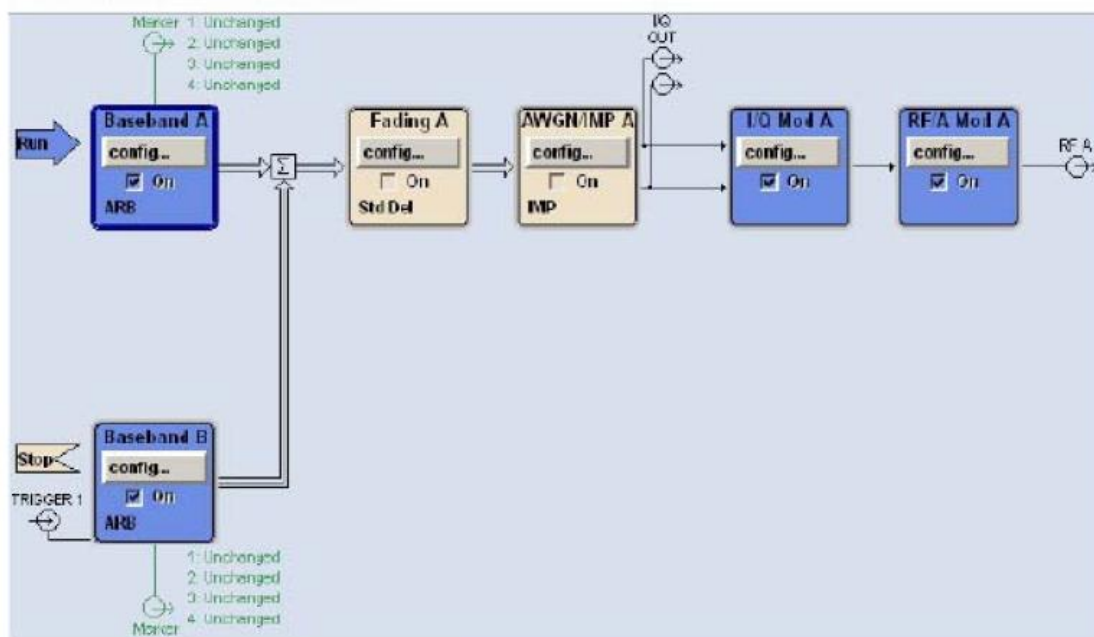 Marker 1: Unchanged
2: Unchanged
3: Unchanged
4: Unchanged
I/Q
OUT
Run
Baseband A
config...
On
ARB
Σ
Fading A
config...
On
Std Del
AWGN/IMP A
config...
On
IMP
I/Q Mod A
config...
On
RF/A Mod A
config...
On
RF A
Stop
TRIGGER 1
Baseband B
config...
On
ARB
1: Unchanged
2: Unchanged
3: Unchanged
4: Unchanged
Marker